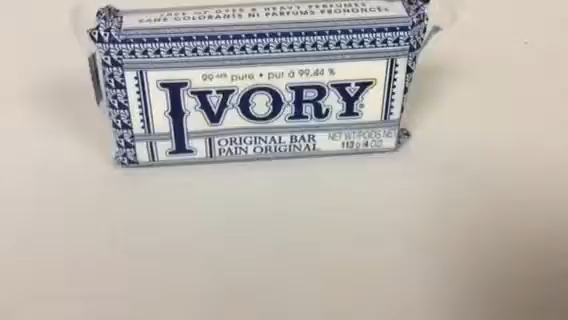 FREE OF DYES & HEAVY PERFUMES
SANS COLORANTS NI PARFUMS PRONONCÉS
99 44% pure • pur à 99,44 %
IVORY
ORIGINAL BAR
PAIN ORIGINAL
NET WT/POIDS NET
113 g (4 OZ)